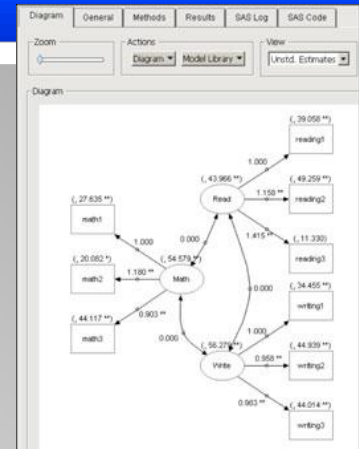 Diagram General Methods Results SAS Log SAS Code
Zoom Actions View
Diagram Model Library Unstd. Estimates
Diagram
(, 39.058 **)
reading1
1.000
(, 43.966 **)
(, 49.259 **)
Read
1.158 **
reading2
(, 27.635 **)
math1
1.415 **
(, 11.330)
reading3
1.000
0.000
(, 54.579 **)
(, 20.082 *)
math2
1.180 **
Math
0.000
(, 34.455 **)
writing1
(, 44.117 **)
math3
0.903 **
0.000
1.000
(, 56.279 **)
(, 44.939 **)
Write
0.958 **
writing2
0.963 **
(, 44.014 **)
writing3